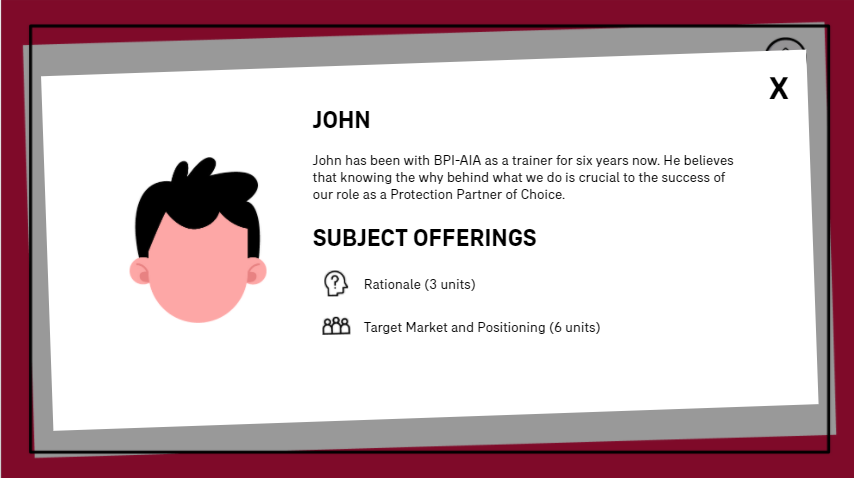 X
JOHN
John has been with BPI-AIA as a trainer for six years now. He believes
that knowing the why behind what we do is crucial to the success of
our role as a Protection Partner of Choice.
SUBJECT OFFERINGS
?
Rationale (3 units)
Target Market and Positioning (6 units)